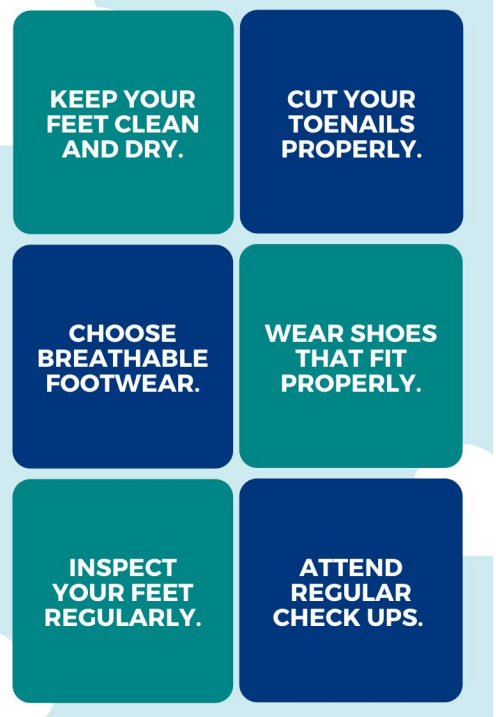 KEEP YOUR
FEET CLEAN
AND DRY.
CUT YOUR
TOENAILS
PROPERLY.
CHOOSE
BREATHABLE
FOOTWEAR.
WEAR SHOES
THAT FIT
PROPERLY.
INSPECT
YOUR FEET
REGULARLY.
ATTEND
REGULAR
CHECK UPS.